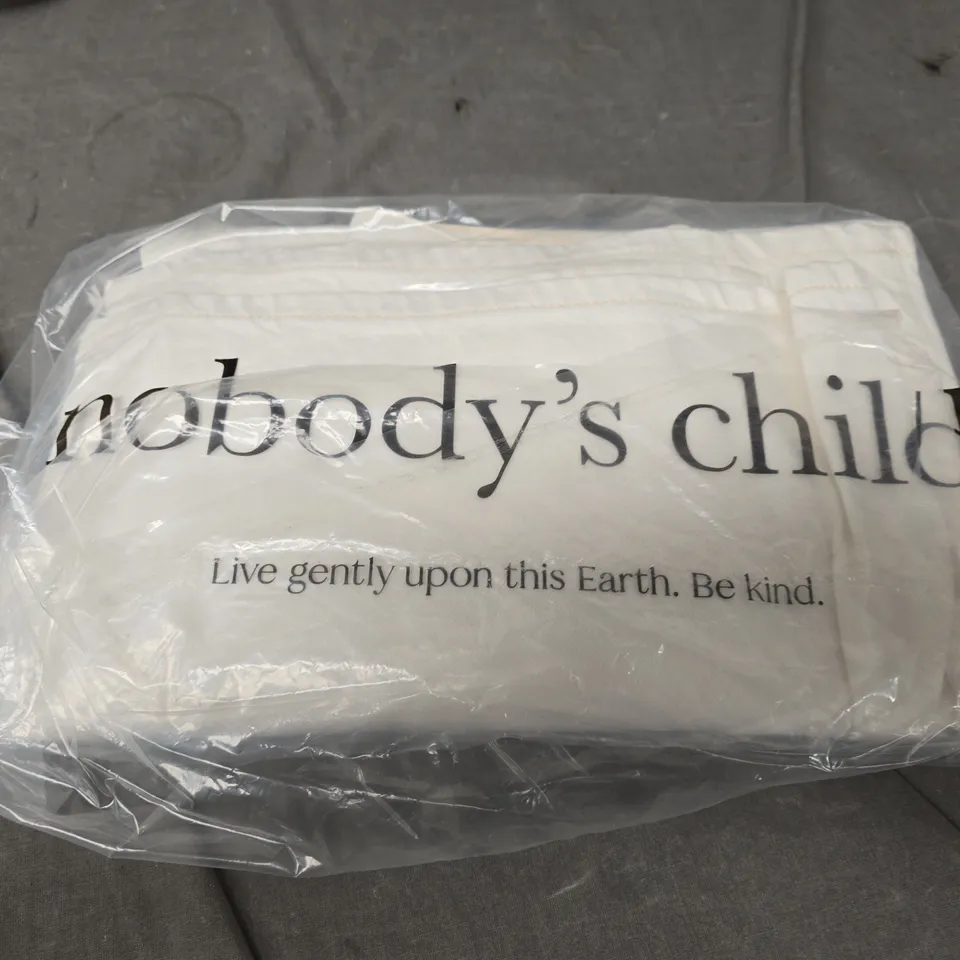 nobody's child
Live gently upon this Earth. Be kind.